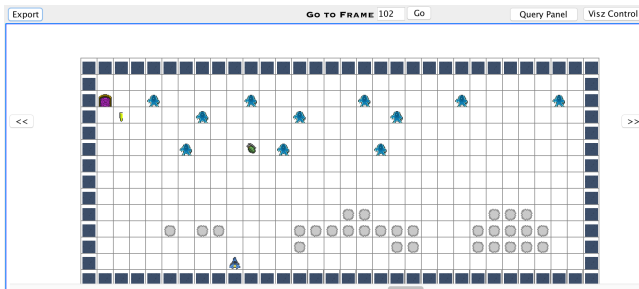 Export
Go to Frame 102 Go
Query Panel
Visz Control
<<
>>